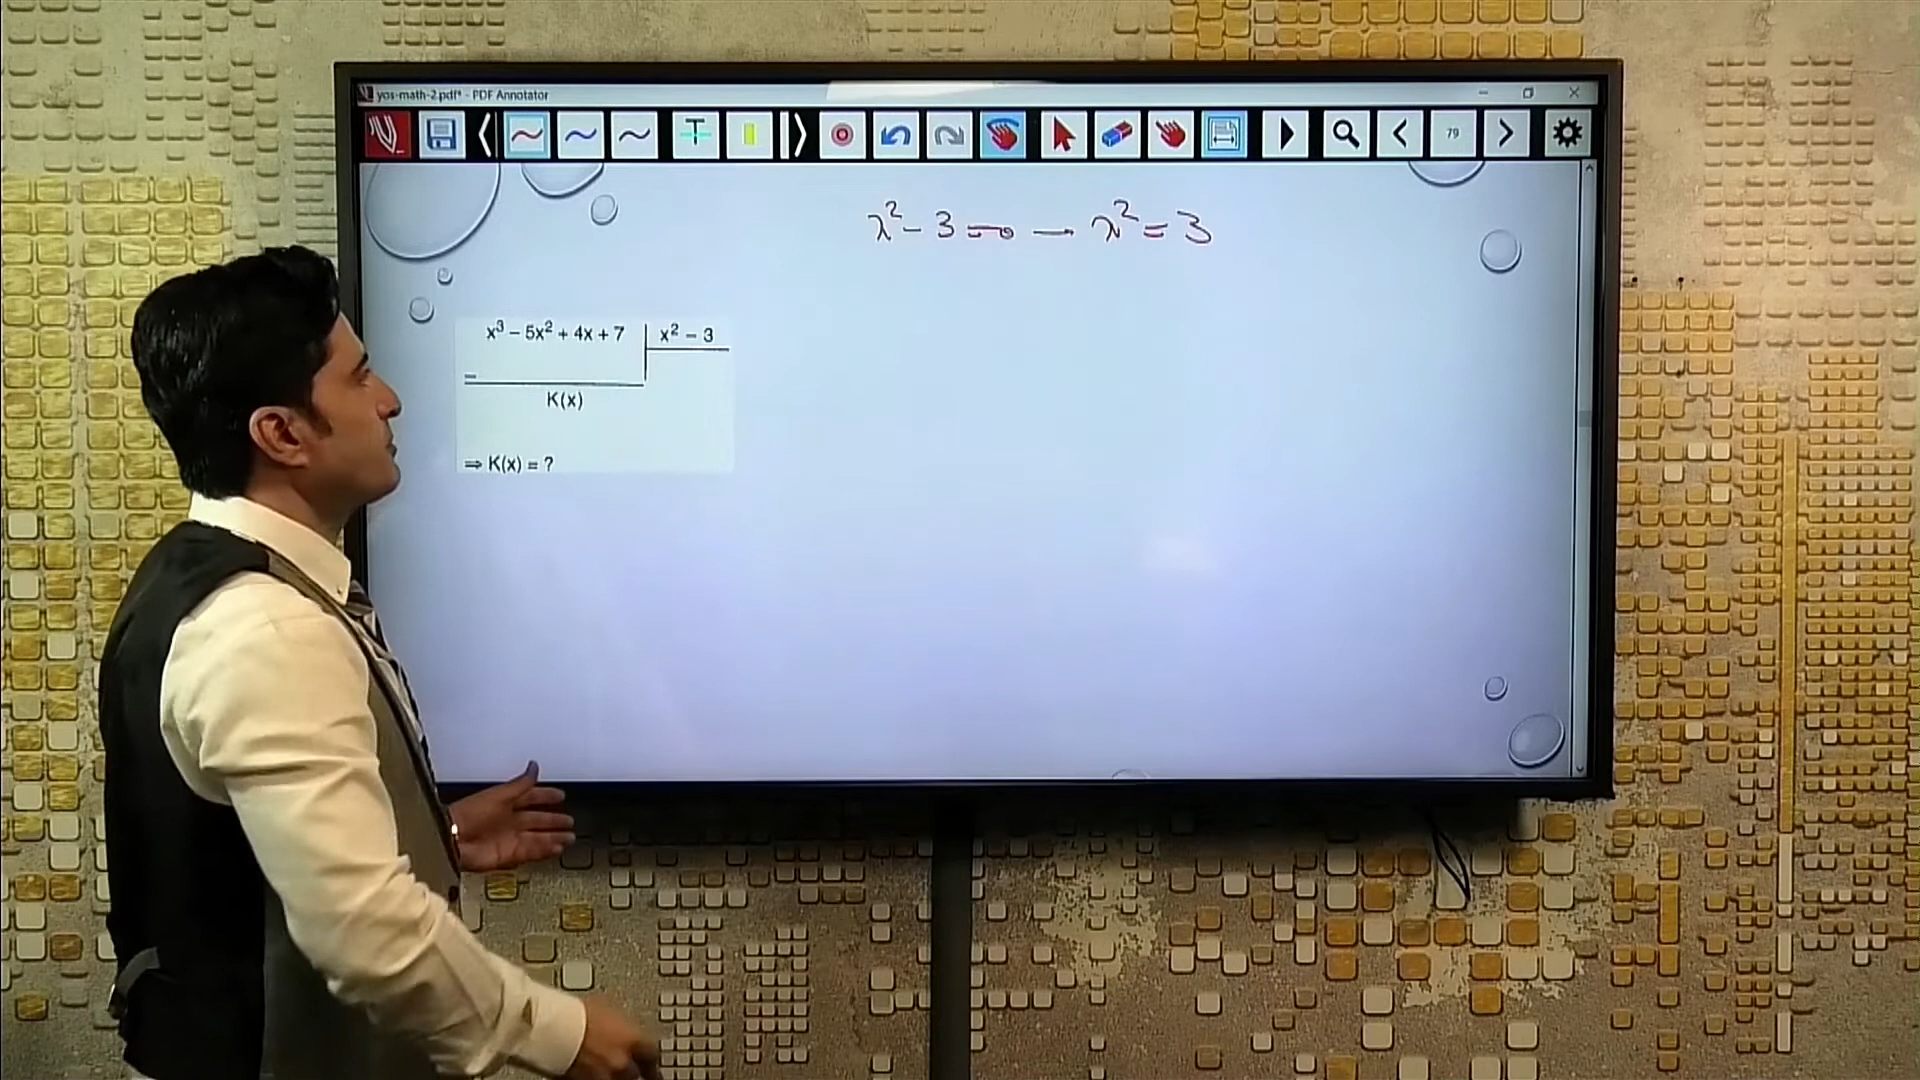 yos-math-2.pdf* - PDF Annotator
T
79
x² - 3 = 0 → x² = 3
x³ – 5x² + 4x + 7 | x² – 3
–
K(x)
⇒ K(x) = ?